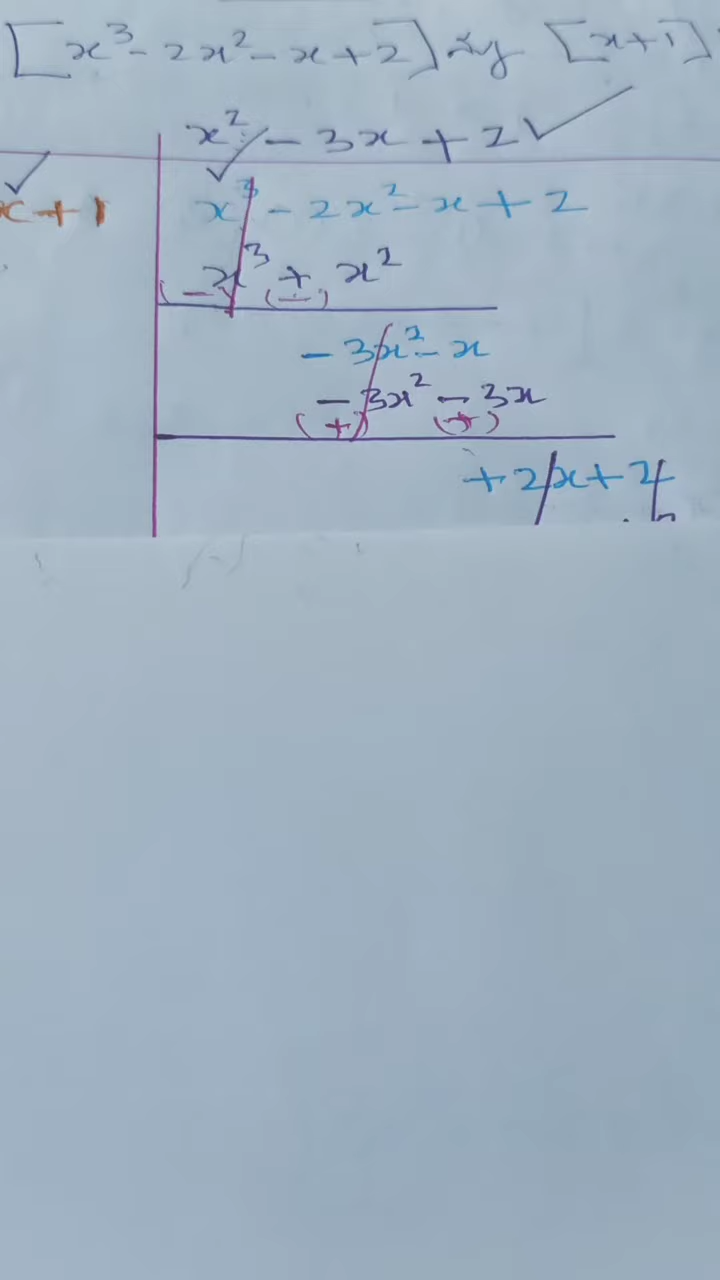 [x³ - 2x² - x + 2] by [x + 1]
x² - 3x + 2
x + 1 x³ - 2x² - x + 2
x³ + x²
(-) (-)
- 3x² - x
- 3x² - 3x
(+) (+)
+ 2x + 2